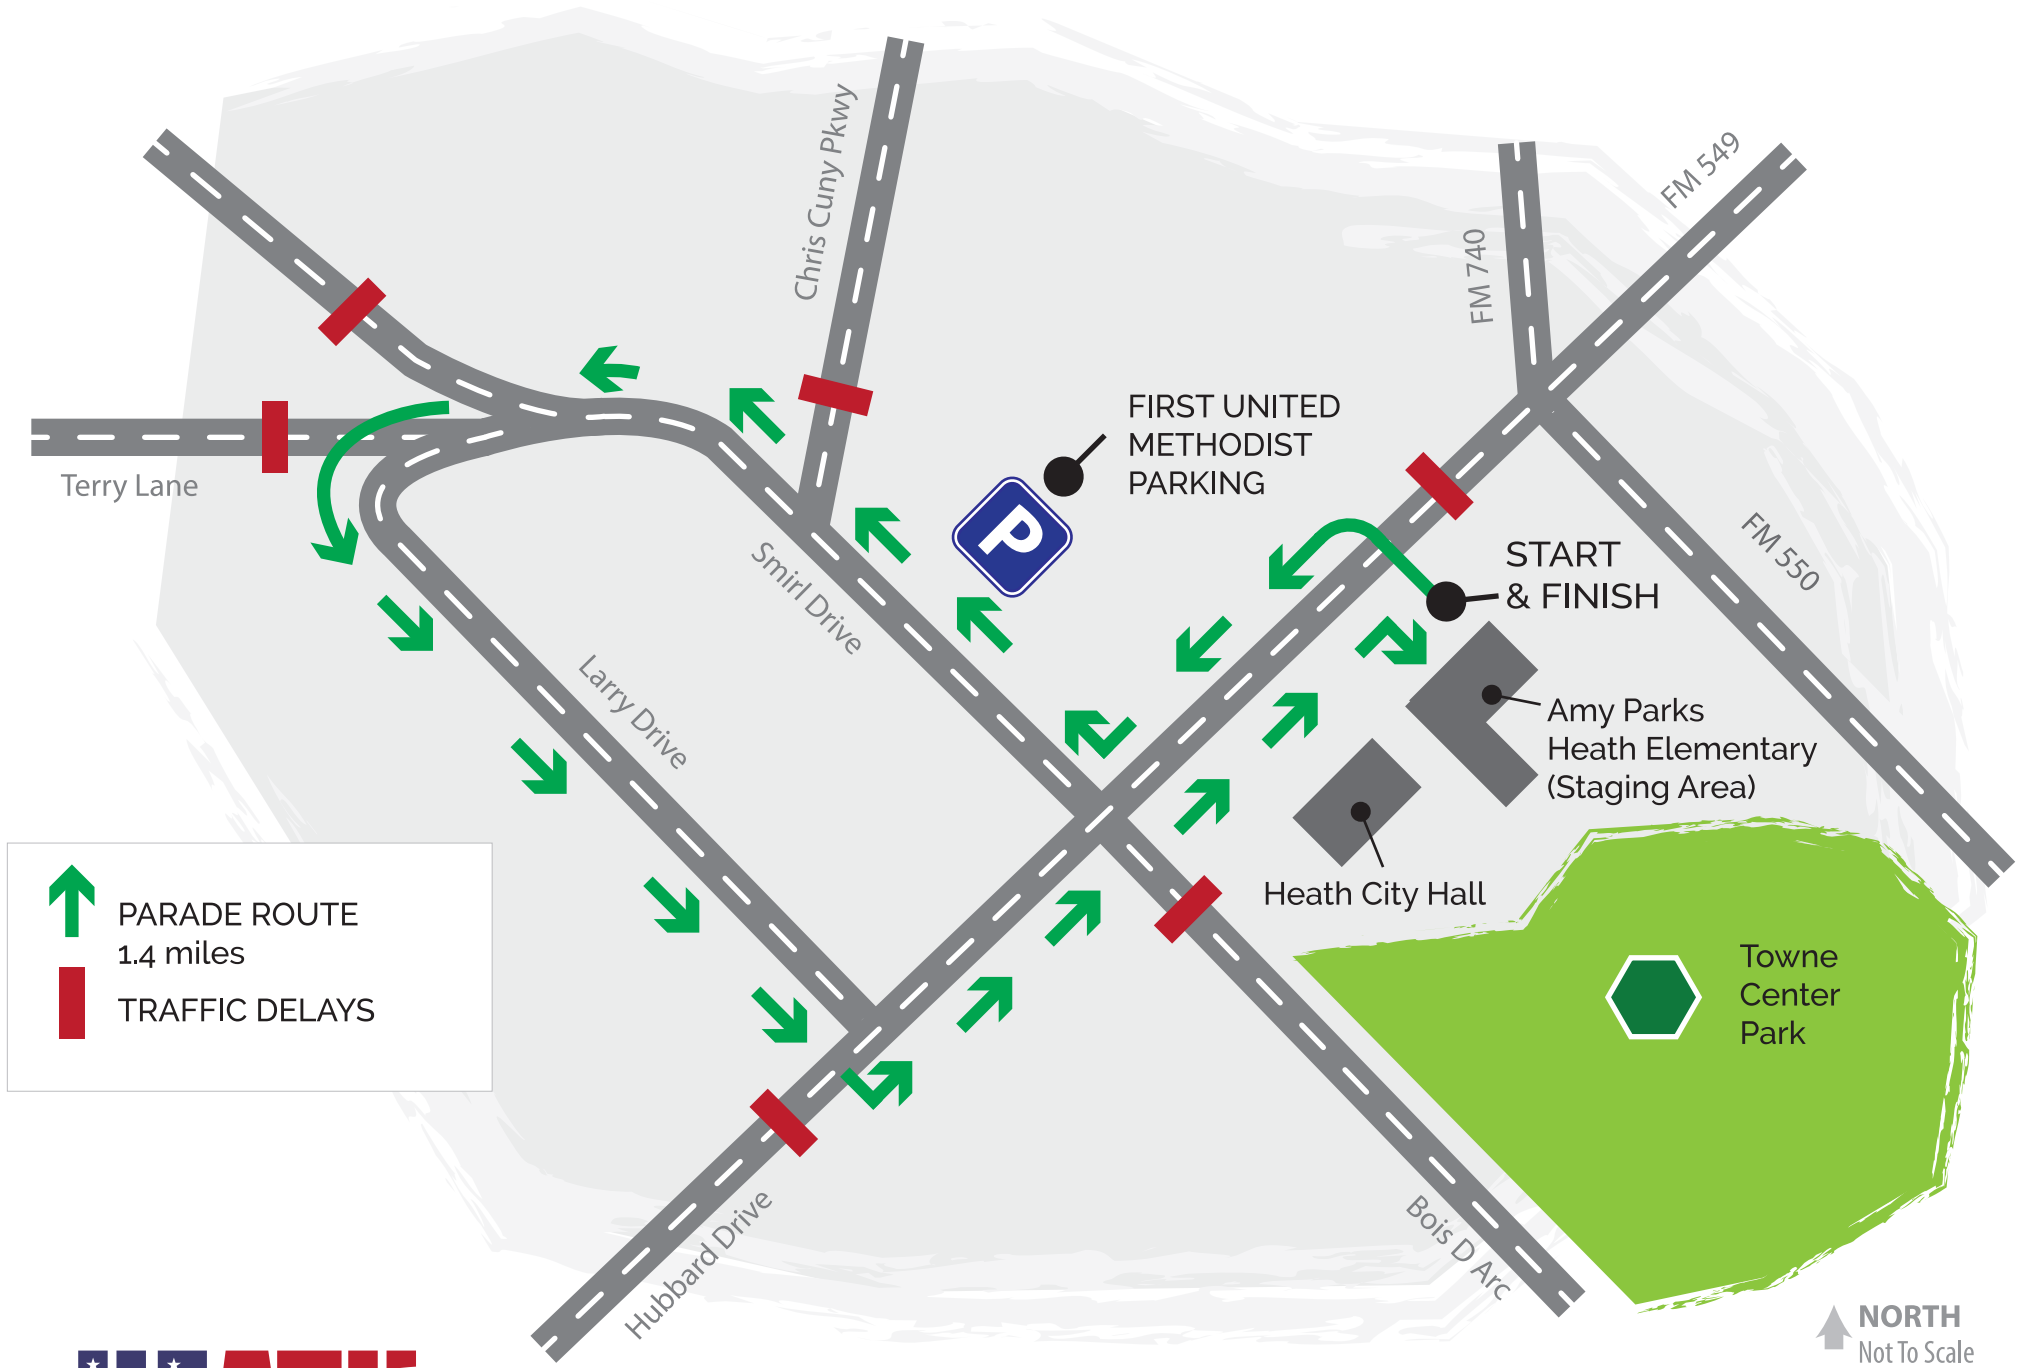 Chris Cuny Pkwy
FM 740
FM 549
FIRST UNITED
METHODIST
PARKING
P
Terry Lane
START
& FINISH
FM 550
Smirl Drive
Larry Drive
Amy Parks
Heath Elementary
(Staging Area)
Heath City Hall
PARADE ROUTE
1.4 miles
TRAFFIC DELAYS
Towne
Center
Park
Hubbard Drive
Bois D Arc
NORTH
Not To Scale